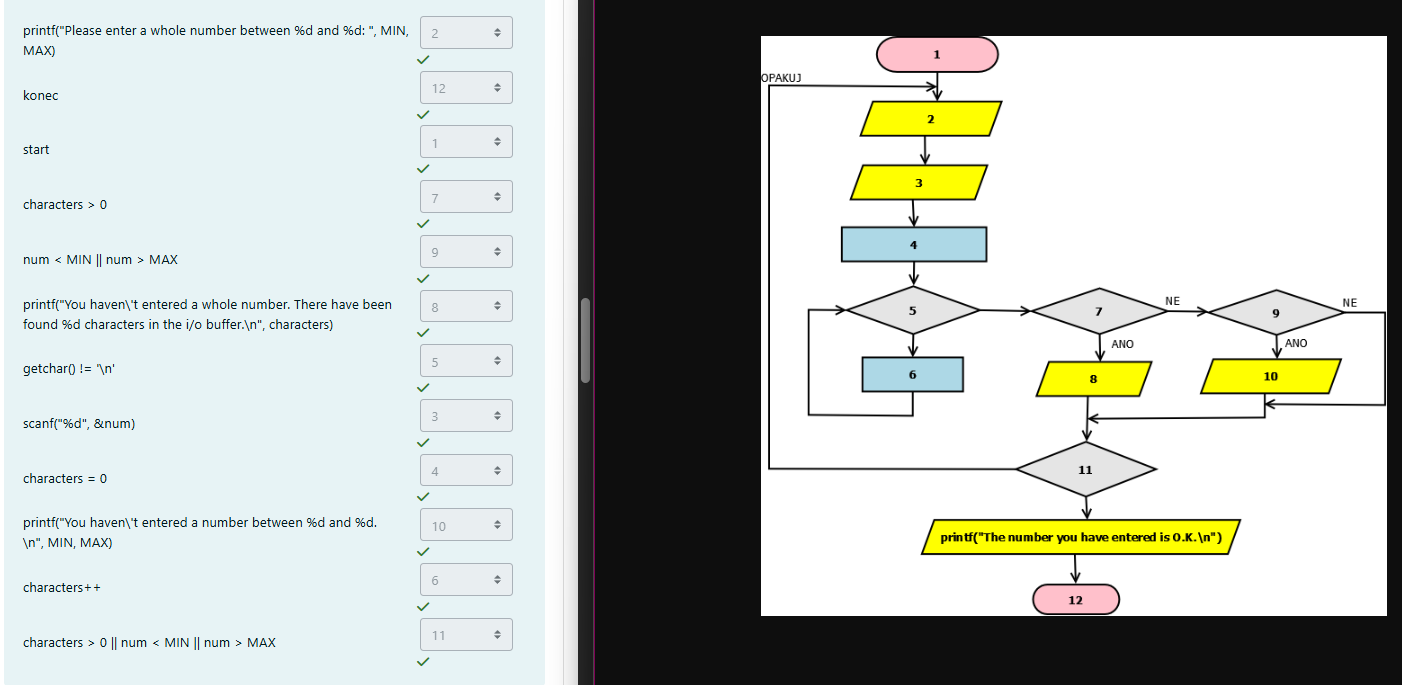 printf("Please enter a whole number between %d and %d: ", MIN,
MAX)
2
konec
12
start
1
characters > 0
7
num < MIN || num > MAX
9
printf("You haven\'t entered a whole number. There have been
found %d characters in the i/o buffer.\n", characters)
8
getchar() != '\n'
5
scanf("%d", &num)
3
characters = 0
4
printf("You haven\'t entered a number between %d and %d.
\n", MIN, MAX)
10
characters++
6
characters > 0 || num < MIN || num > MAX
11
1
OPAKUJ
2
3
4
5
7
NE
9
NE
ANO
ANO
6
8
10
11
printf("The number you have entered is O.K.\n")
12